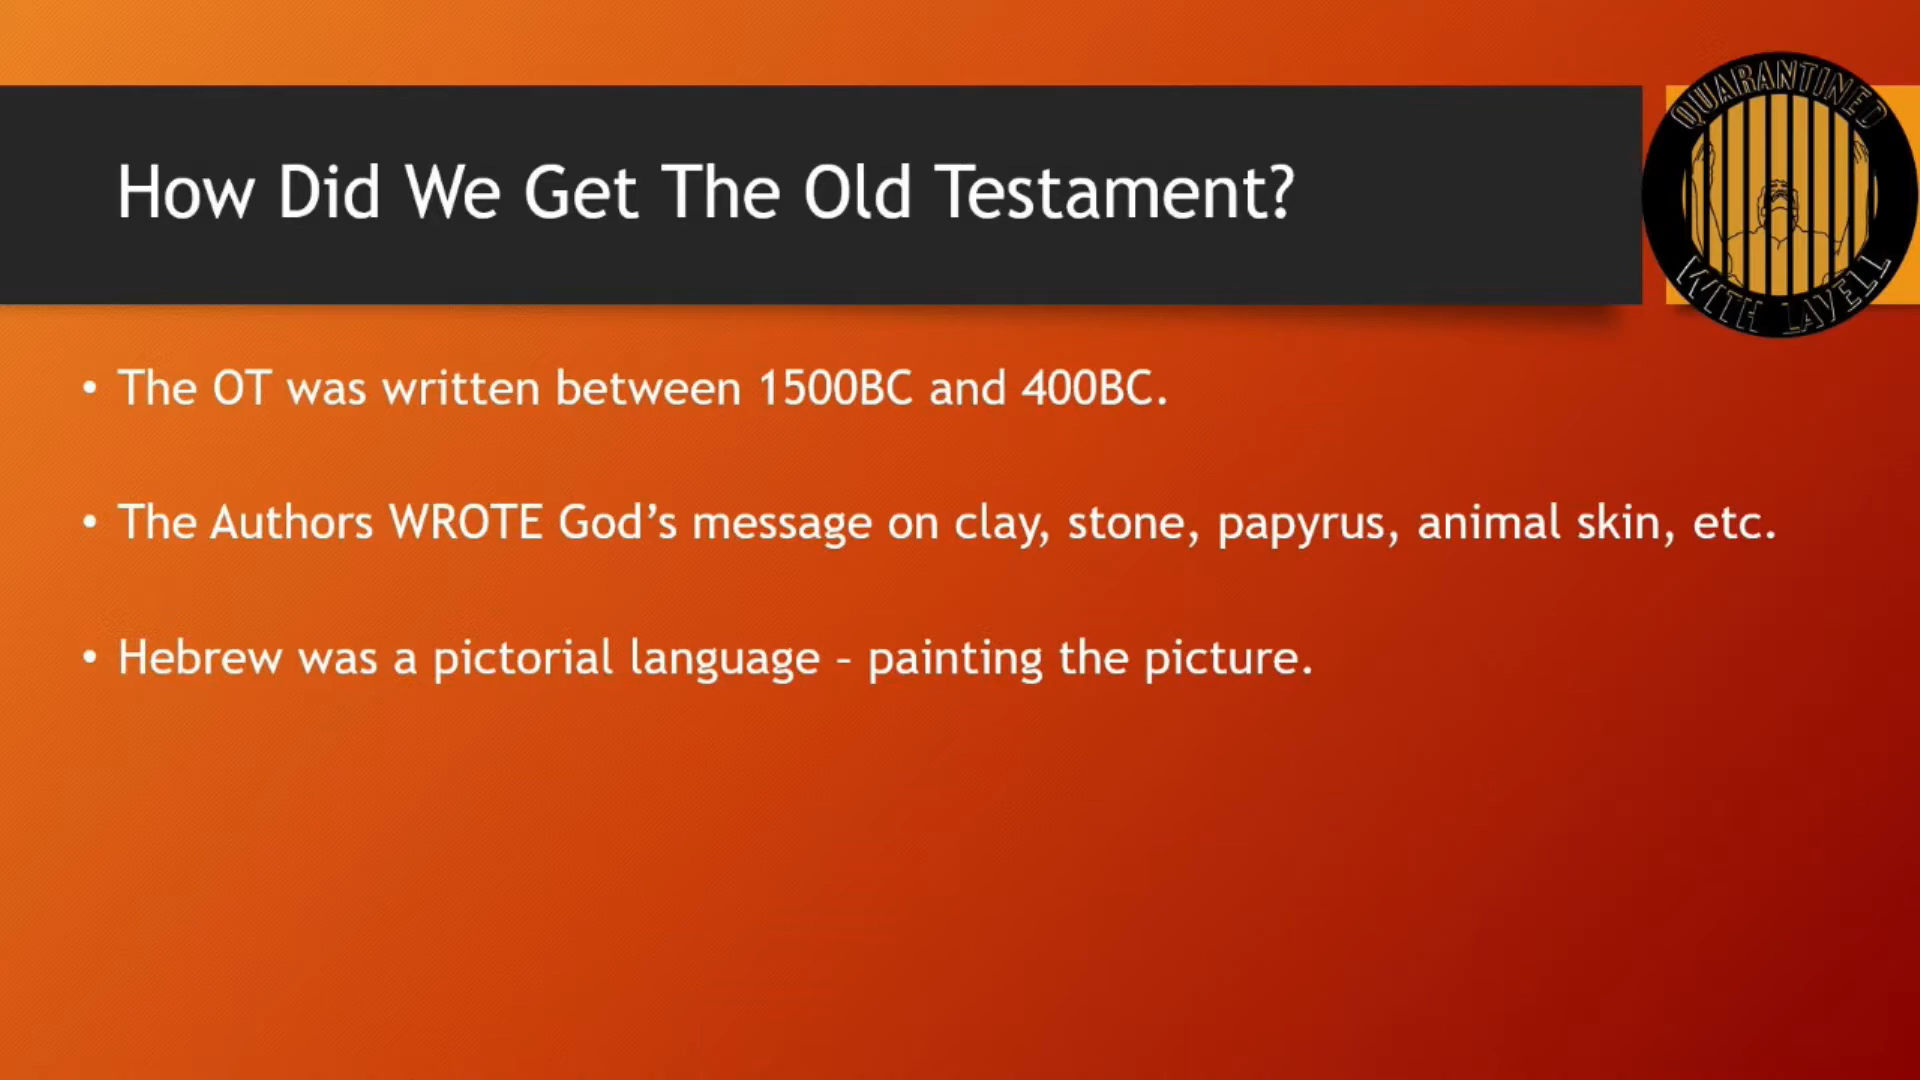 How Did We Get The Old Testament?
QUARANTINED
WITH LAVELL
• The OT was written between 1500BC and 400BC.
• The Authors WROTE God’s message on clay, stone, papyrus, animal skin, etc.
• Hebrew was a pictorial language – painting the picture.